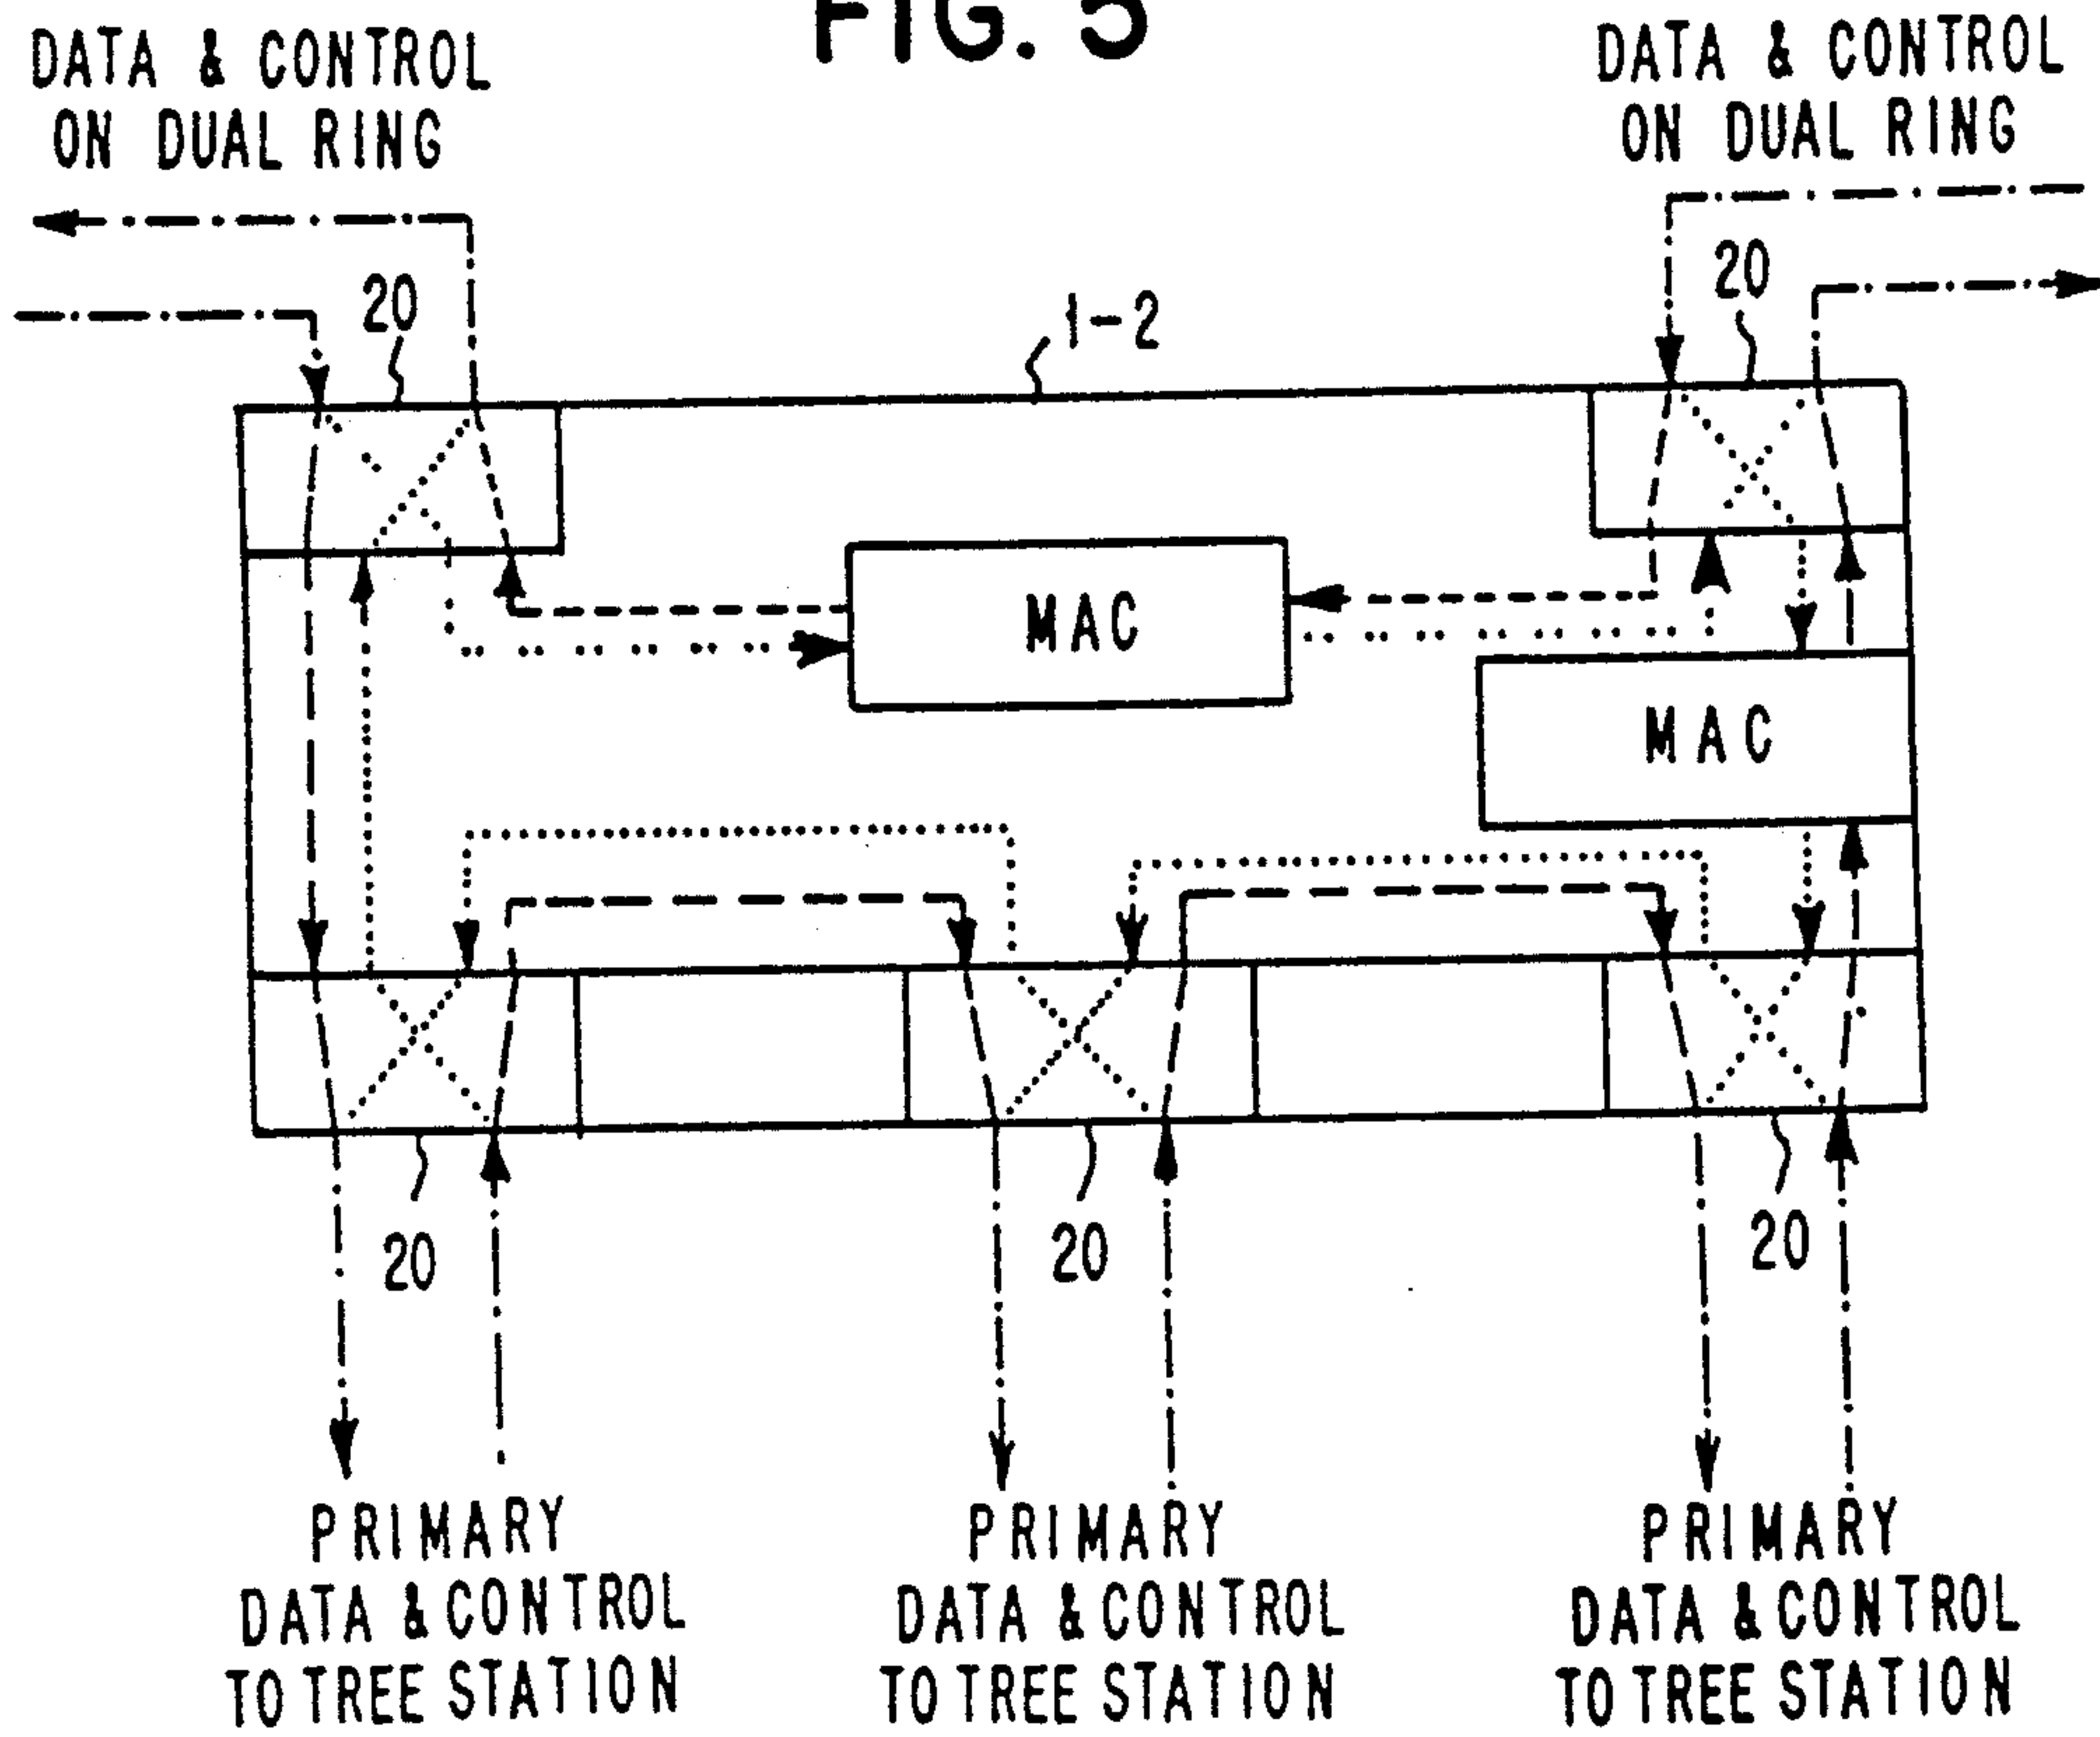 FIG. 5
DATA & CONTROL
ON DUAL RING
DATA & CONTROL
ON DUAL RING
20
1-2
20
MAC
MAC
20
20
20
PRIMARY
DATA & CONTROL
TO TREE STATION
PRIMARY
DATA & CONTROL
TO TREE STATION
PRIMARY
DATA & CONTROL
TO TREE STATION